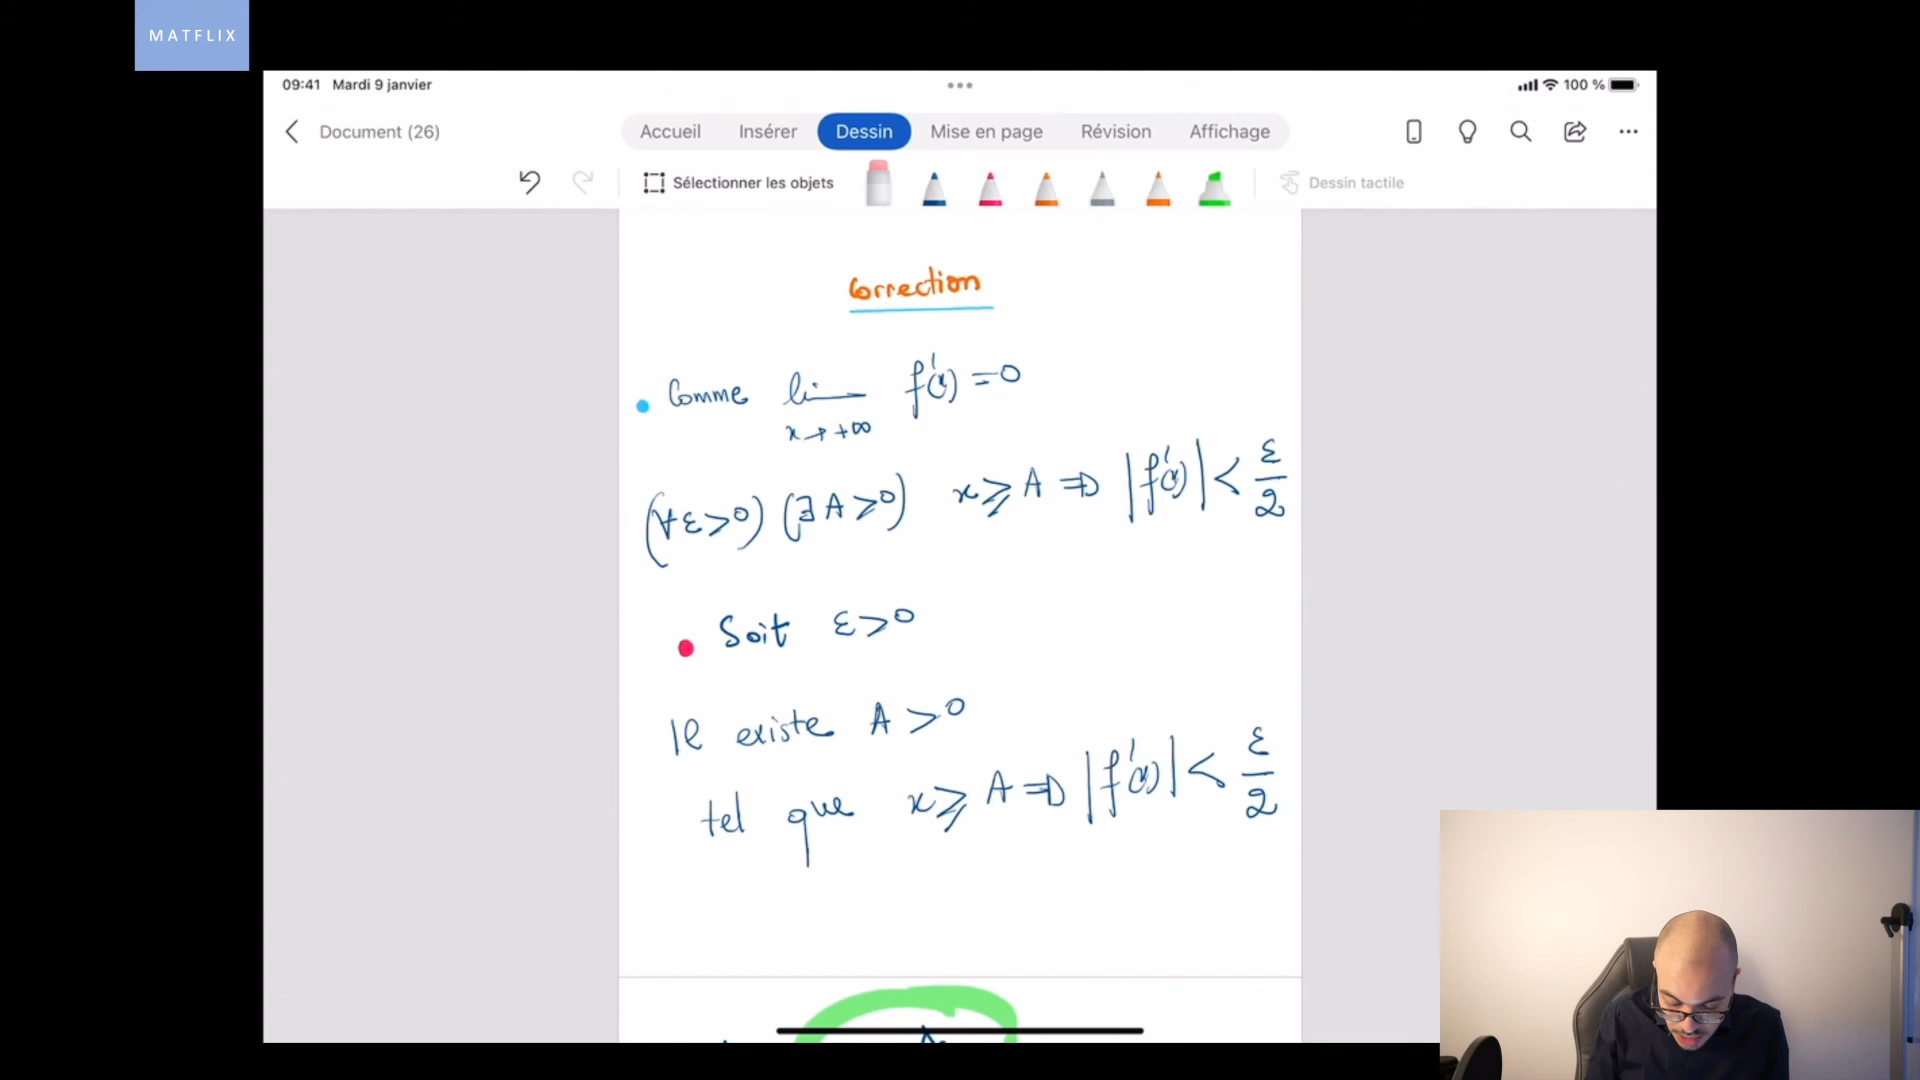 MATFLIX
09:41 Mardi 9 janvier
100 %
Document (26)
Accueil Insérer Dessin Mise en page Révision Affichage
Sélectionner les objets
Dessin tactile
Correction
• Comme lim f'(x) = 0
x→+∞
(∀ε>0) (∃A≥0) x≥A ⇒ |f'(x)| < ε/2
• Soit ε>0
Il existe A>0
tel que x≥A ⇒ |f'(x)| < ε/2